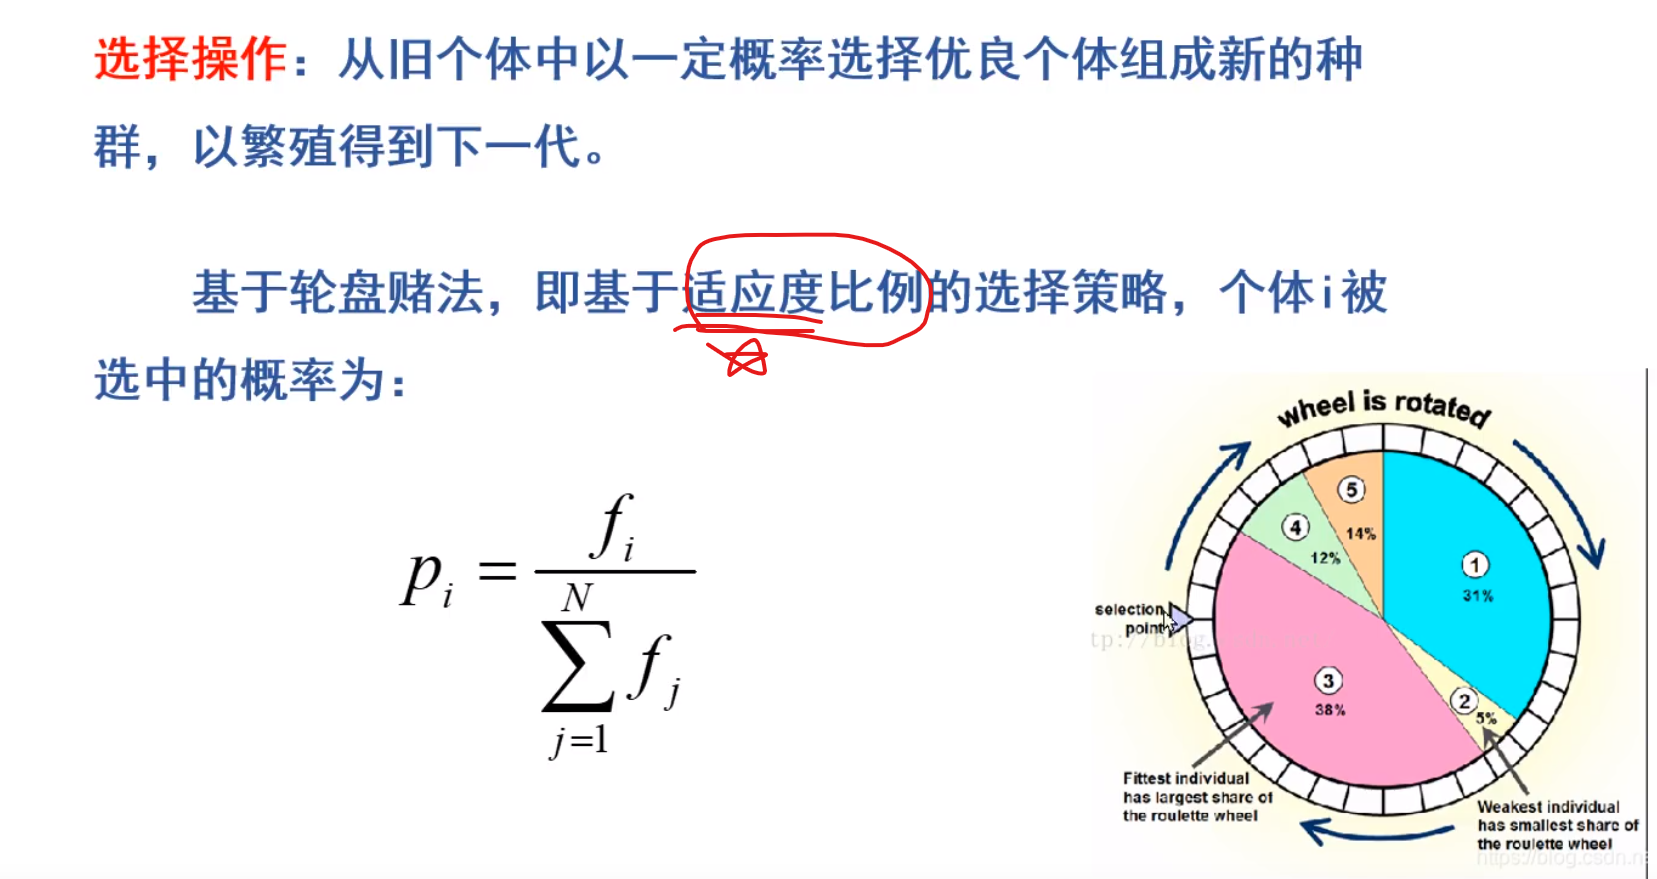 选择操作：从旧个体中以一定概率选择优良个体组成新的种
群，以繁殖得到下一代。
基于轮盘赌法，即基于适应度比例的选择策略，个体i被
选中的概率为：
p_i = f_i / ∑_{j=1}^{N} f_j
wheel is rotated
5
14%
4
12%
1
31%
selection
point
tp://blog.
3
38%
2
5%
Fittest individual
has largest share of
the roulette wheel
Weakest individual
has smallest share of
the roulette wheel
https://blog.csdn.n